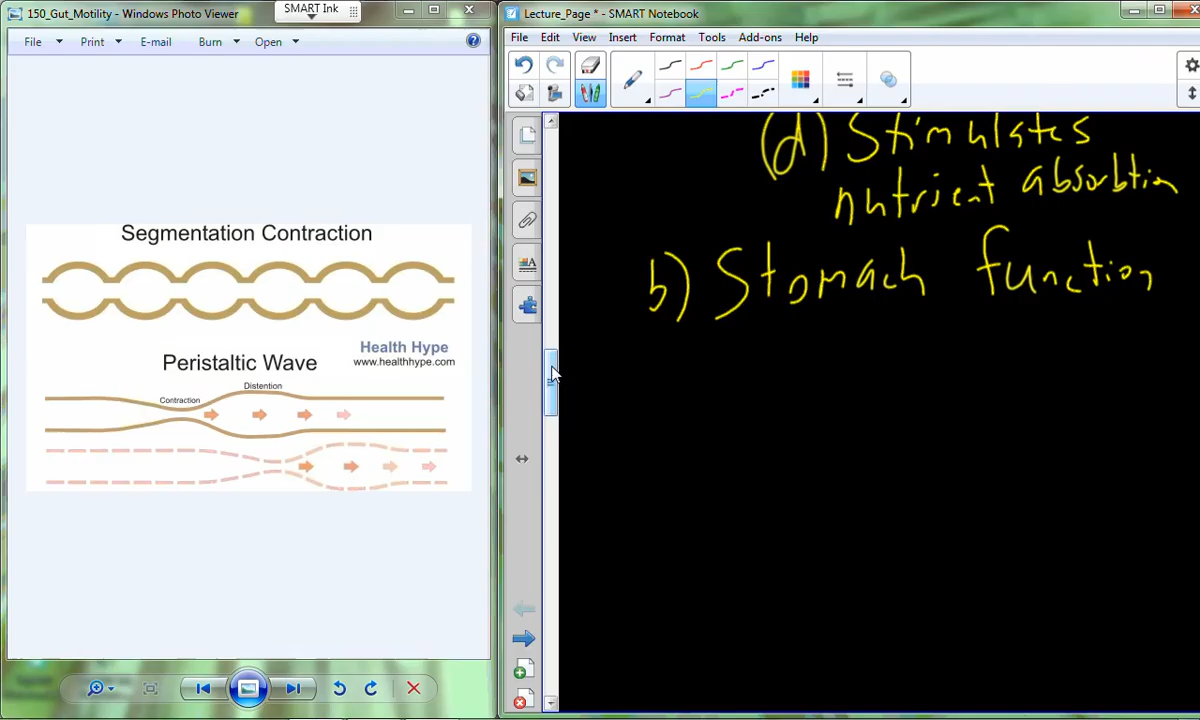 150_Gut_Motility - Windows Photo Viewer
SMART Ink
File Print E-mail Burn Open
Segmentation Contraction
Health Hype
www.healthhype.com
Peristaltic Wave
Distention
Contraction
Lecture_Page * - SMART Notebook
File Edit View Insert Format Tools Add-ons Help
(d) Stimulates
nutrient absorbtion
b) Stomach function